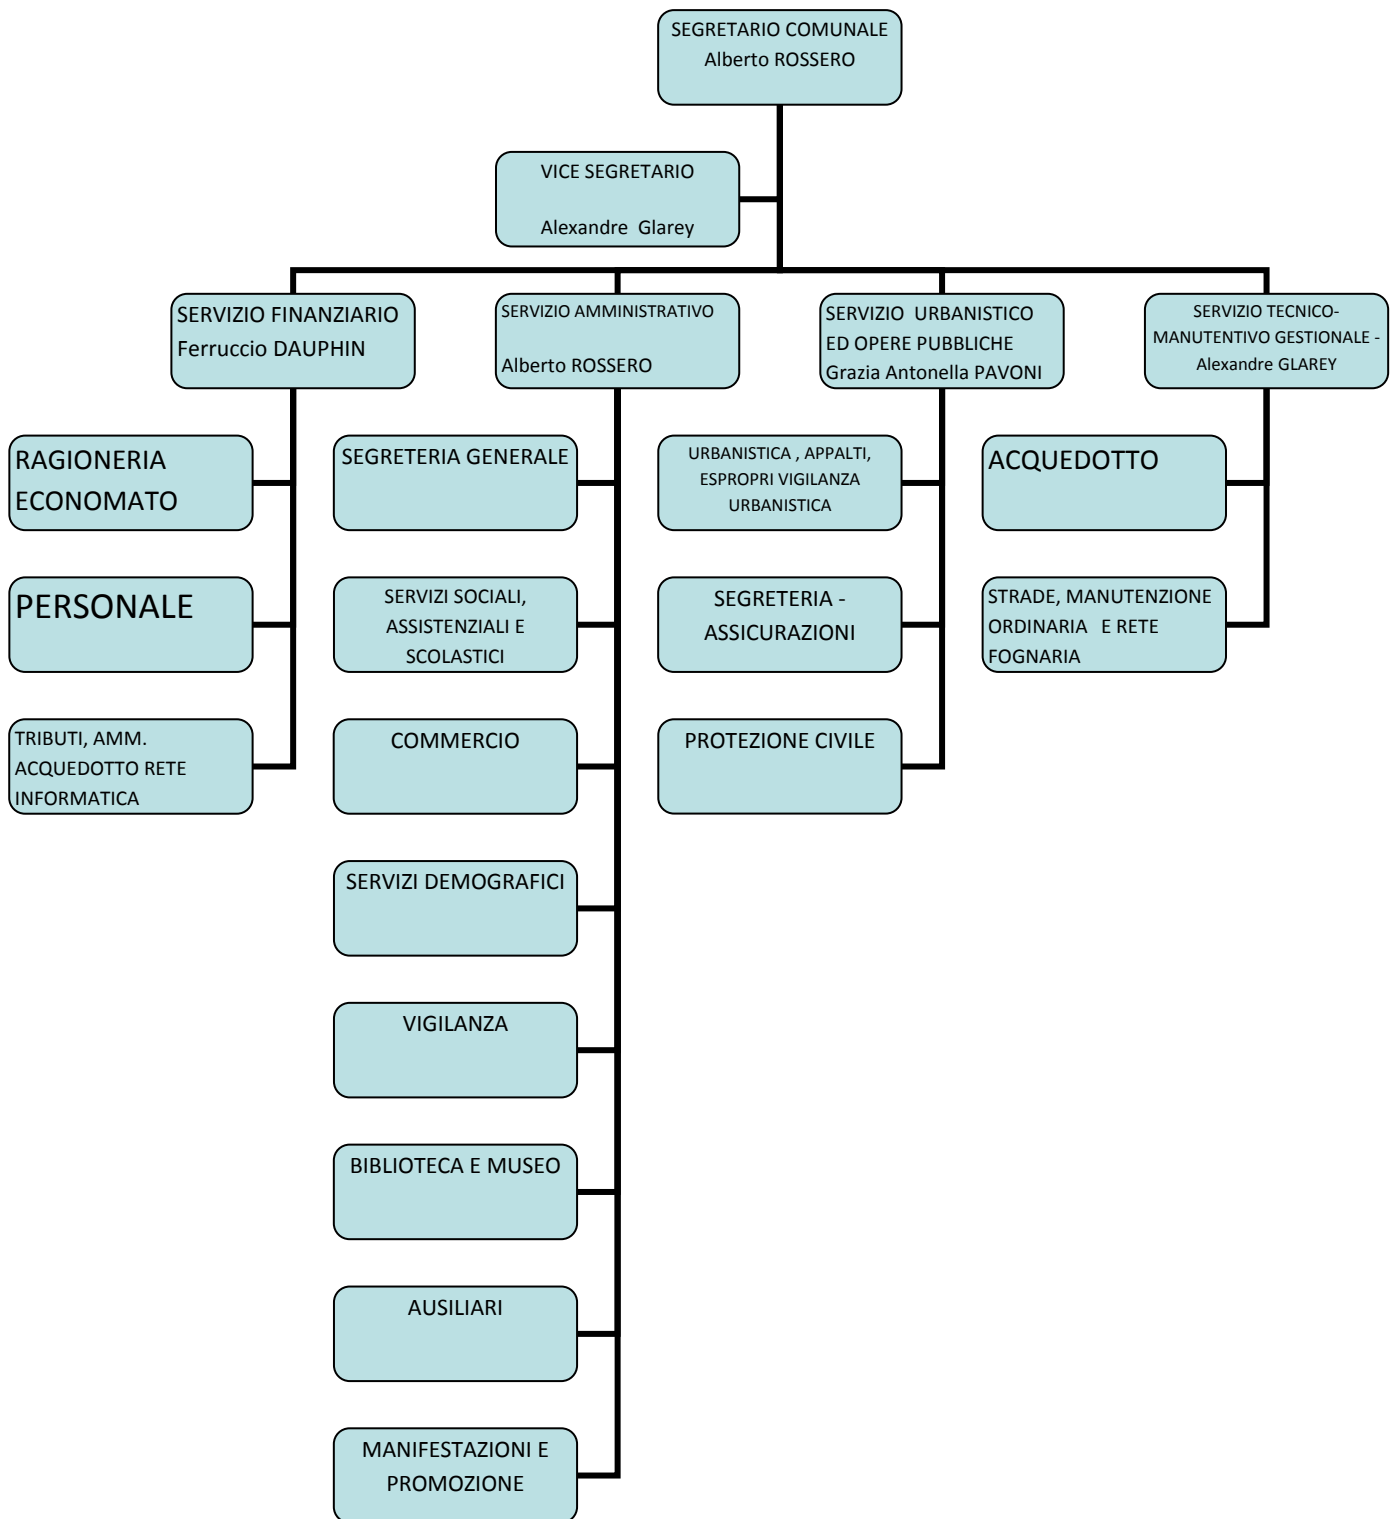 SEGRETARIO COMUNALE
Alberto ROSSERO
VICE SEGRETARIO
Alexandre Glarey
SERVIZIO FINANZIARIO
Ferruccio DAUPHIN
SERVIZIO AMMINISTRATIVO
Alberto ROSSERO
SERVIZIO URBANISTICO
ED OPERE PUBBLICHE
Grazia Antonella PAVONI
SERVIZIO TECNICO-
MANUTENTIVO GESTIONALE -
Alexandre GLAREY
RAGIONERIA
ECONOMATO
SEGRETERIA GENERALE
URBANISTICA , APPALTI,
ESPROPRI VIGILANZA
URBANISTICA
ACQUEDOTTO
PERSONALE
SERVIZI SOCIALI,
ASSISTENZIALI E
SCOLASTICI
SEGRETERIA -
ASSICURAZIONI
STRADE, MANUTENZIONE
ORDINARIA E RETE
FOGNARIA
TRIBUTI, AMM.
ACQUEDOTTO RETE
INFORMATICA
COMMERCIO
PROTEZIONE CIVILE
SERVIZI DEMOGRAFICI
VIGILANZA
BIBLIOTECA E MUSEO
AUSILIARI
MANIFESTAZIONI E
PROMOZIONE